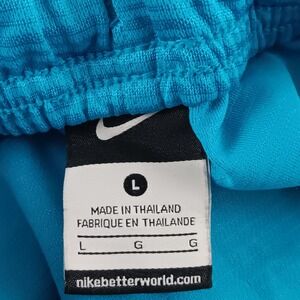 L
MADE IN THAILAND
FABRIQUE EN THAILANDE
L G G
nikebetterworld.com